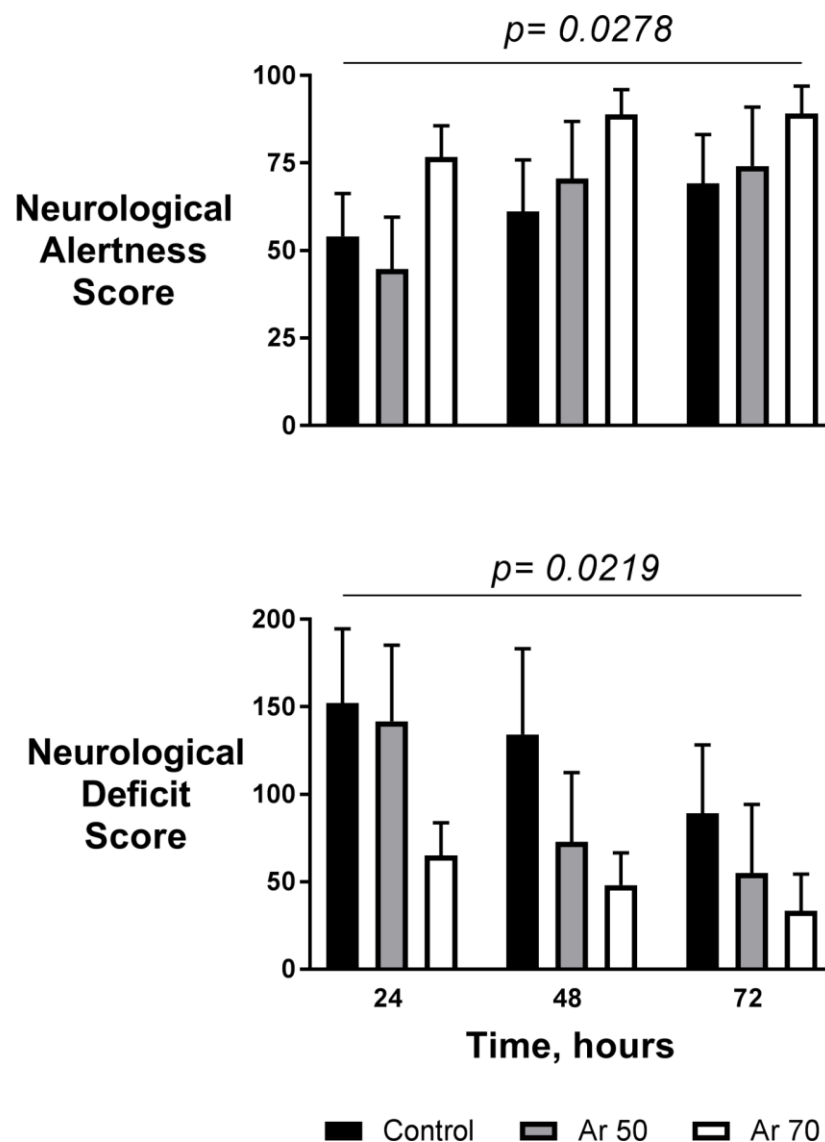 p= 0.0278
100
75
50
25
0
Neurological
Alertness
Score
p= 0.0219
200
150
100
50
0
Neurological
Deficit
Score
24 48 72
Time, hours
Control Ar 50 Ar 70